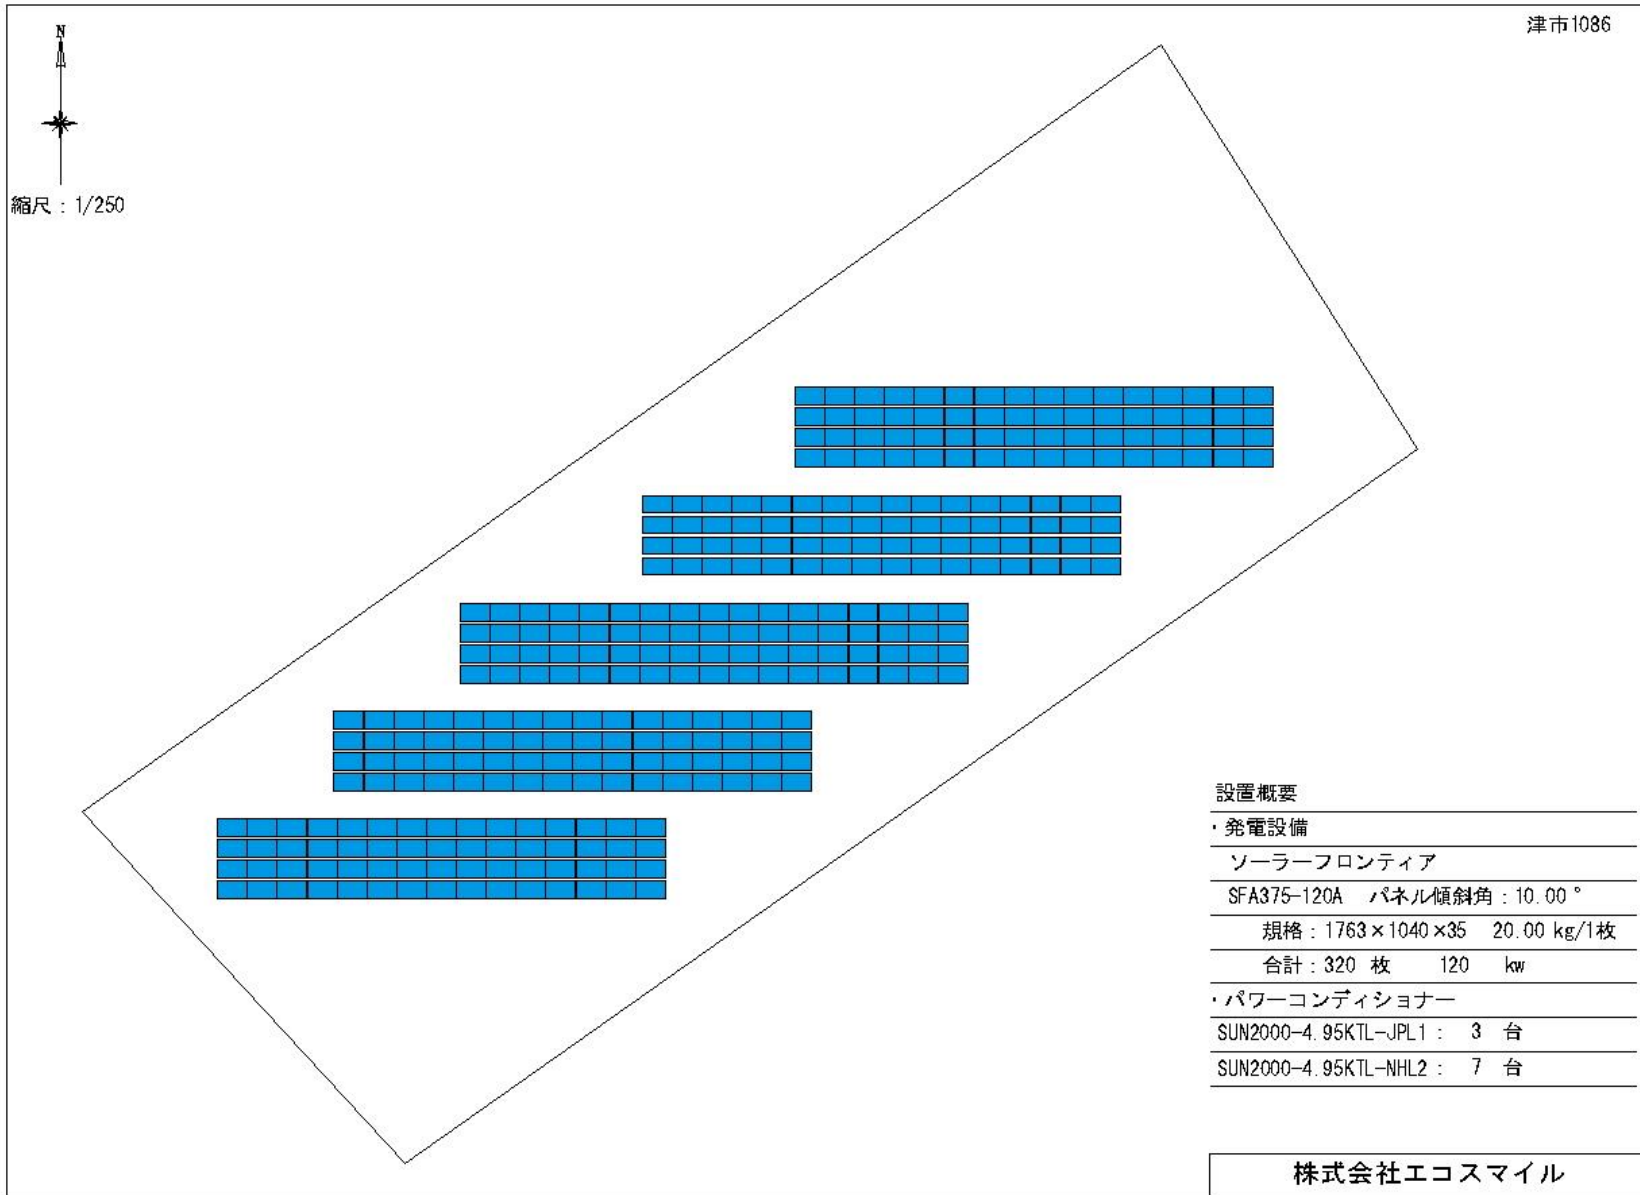 津市1086
N
縮尺：1/250
設置概要
・発電設備
ソーラーフロンティア
SFA375-120A パネル傾斜角：10.00°
規格：1763×1040×35 20.00 kg/1枚
合計：320 枚 120 kw
・パワーコンディショナー
SUN2000-4.95KTL-JPL1： 3 台
SUN2000-4.95KTL-NHL2： 7 台
株式会社エコスマイル